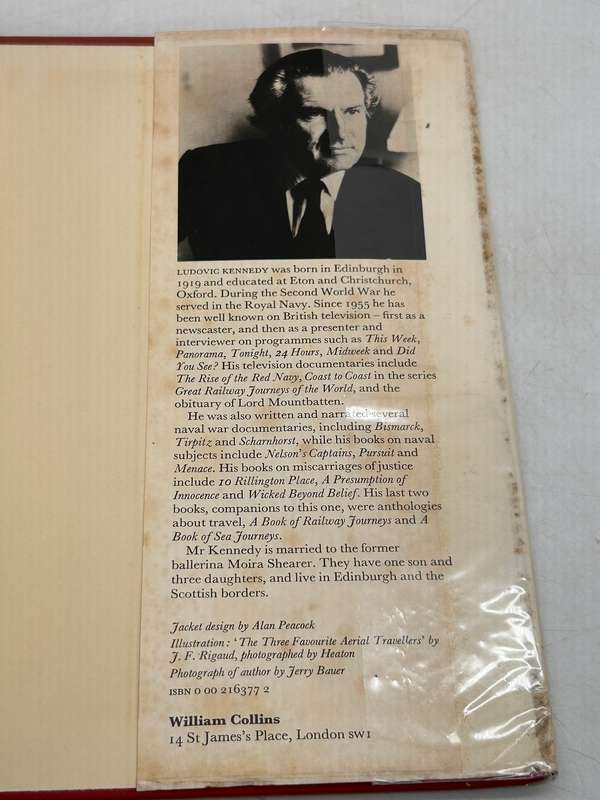 LUDOVIC KENNEDY was born in Edinburgh in
1919 and educated at Eton and Christchurch,
Oxford. During the Second World War he
served in the Royal Navy. Since 1955 he has
been well known on British television – first as a
newscaster, and then as a presenter and
interviewer on programmes such as This Week,
Panorama, Tonight, 24 Hours, Midweek and Did
You See? His television documentaries include
The Rise of the Red Navy, Coast to Coast in the series
Great Railway Journeys of the World, and the
obituary of Lord Mountbatten.
He was also written and narrated several
naval war documentaries, including Bismarck,
Tirpitz and Scharnhorst, while his books on naval
subjects include Nelson's Captains, Pursuit and
Menace. His books on miscarriages of justice
include 10 Rillington Place, A Presumption of
Innocence and Wicked Beyond Belief. His last two
books, companions to this one, were anthologies
about travel, A Book of Railway Journeys and A
Book of Sea Journeys.
Mr Kennedy is married to the former
ballerina Moira Shearer. They have one son and
three daughters, and live in Edinburgh and the
Scottish borders.
Jacket design by Alan Peacock
Illustration: 'The Three Favourite Aerial Travellers' by
J. F. Rigaud, photographed by Heaton
Photograph of author by Jerry Bauer
ISBN 0 00 216377 2
William Collins
14 St James's Place, London SW1